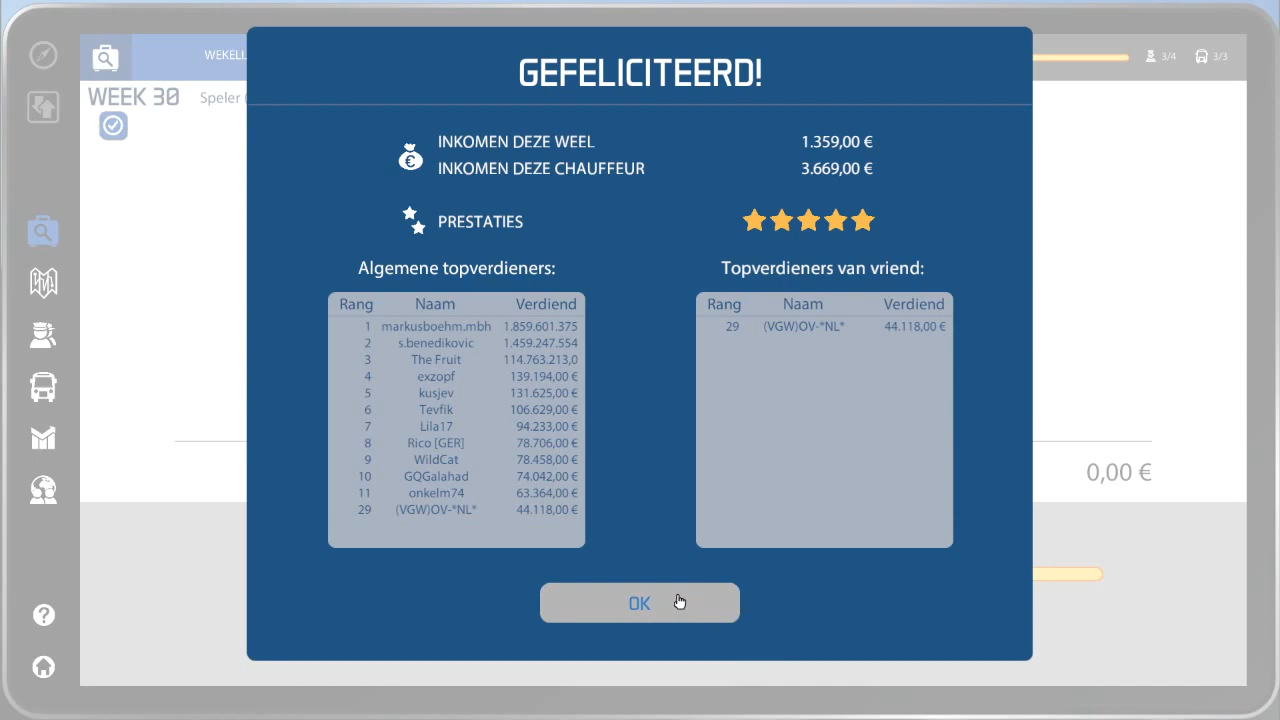 GEFELICITEERD!
WEKELI
3/4 3/3
WEEK 30 Speler
INKOMEN DEZE WEEL 1.359,00 €
INKOMEN DEZE CHAUFFEUR 3.669,00 €
PRESTATIES
Algemene topverdieners:
Rang Naam Verdiend
1 markusboehm.mbh 1.859.601.375
2 s.benedikovic 1.459.247.554
3 The Fruit 114.763.213,0
4 exzopf 139.194,00 €
5 kusjev 131.625,00 €
6 Tevfik 106.629,00 €
7 Lila17 94.233,00 €
8 Rico [GER] 78.706,00 €
9 WildCat 78.458,00 €
10 GQGalahad 74.042,00 €
11 onkelm74 63.364,00 €
29 (VGW)OV-*NL* 44.118,00 €
Topverdieners van vriend:
Rang Naam Verdiend
29 (VGW)OV-*NL* 44.118,00 €
0,00 €
OK